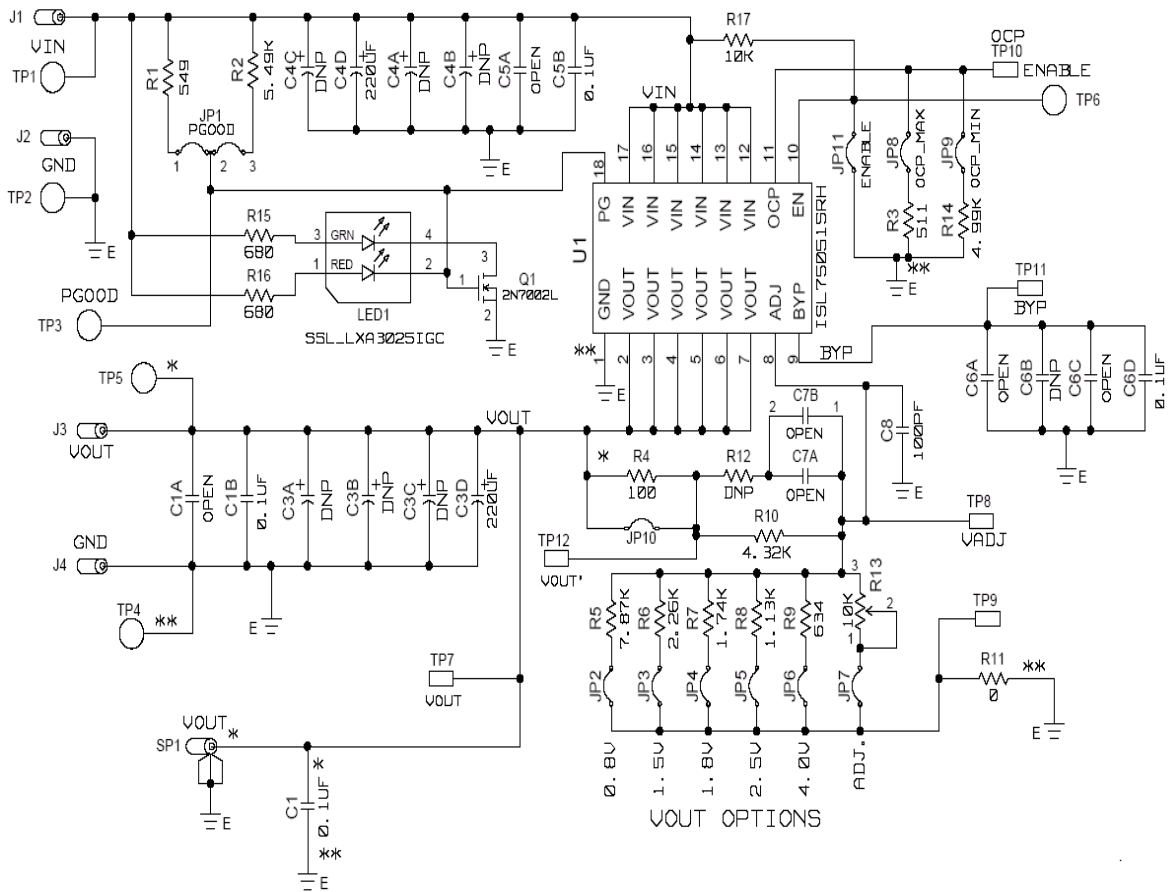 J1
VIN
TP1
J2
GND
TP2
E
R1
549
R2
5.49K
JP1
PGOOD
1 2 3
C4C
+
DNP
C4D
+
220UF
C4A
+
DNP
C4B
+
DNP
C5A
OPEN
C5B
0.1UF
E
R17
10K
VIN
OCP
TP10
ENABLE
TP6
JP11
ENABLE
JP8
OCP_MAX
JP9
OCP_MIN
R3
511
R14
4.99K
**
E
18 17 16 15 14 13 12 11 10
PG VIN VIN VIN VIN VIN VIN OCP EN
U1
ISL75051SRH
GND VOUT VOUT VOUT VOUT VOUT VOUT ADJ BYP
**
1 2 3 4 5 6 7 8 9
E
BYP
R15
680
R16
680
3 GRN 4
1 RED 2
LED1
SSL_LXA3025IGC
3
1
2
Q1
2N7002L
E
PGOOD
TP3
TP11
BYP
C6A
OPEN
C6B
DNP
C6C
OPEN
C6D
0.1UF
E
TP5
*
J3
VOUT
VOUT
C1A
OPEN
C1B
0.1UF
C3A
+
DNP
C3B
+
DNP
C3C
+
DNP
C3D
+
220UF
GND
J4
TP4
**
E
*
R4
100
JP10
R12
DNP
C7B
2 1
OPEN
C7A
OPEN
C8
100PF
E
R10
4.32K
TP12
VOUT'
TP8
VADJ
R5
7.87K
R6
2.26K
R7
1.74K
R8
1.13K
R9
634
3
R13
10K
2
1
JP2
JP3
JP4
JP5
JP6
JP7
TP9
R11
0
**
E
0.8V
1.5V
1.8V
2.5V
4.0V
ADJ.
VOUT OPTIONS
TP7
VOUT
VOUT
*
SP1
E
*
C1
0.1UF
**
E